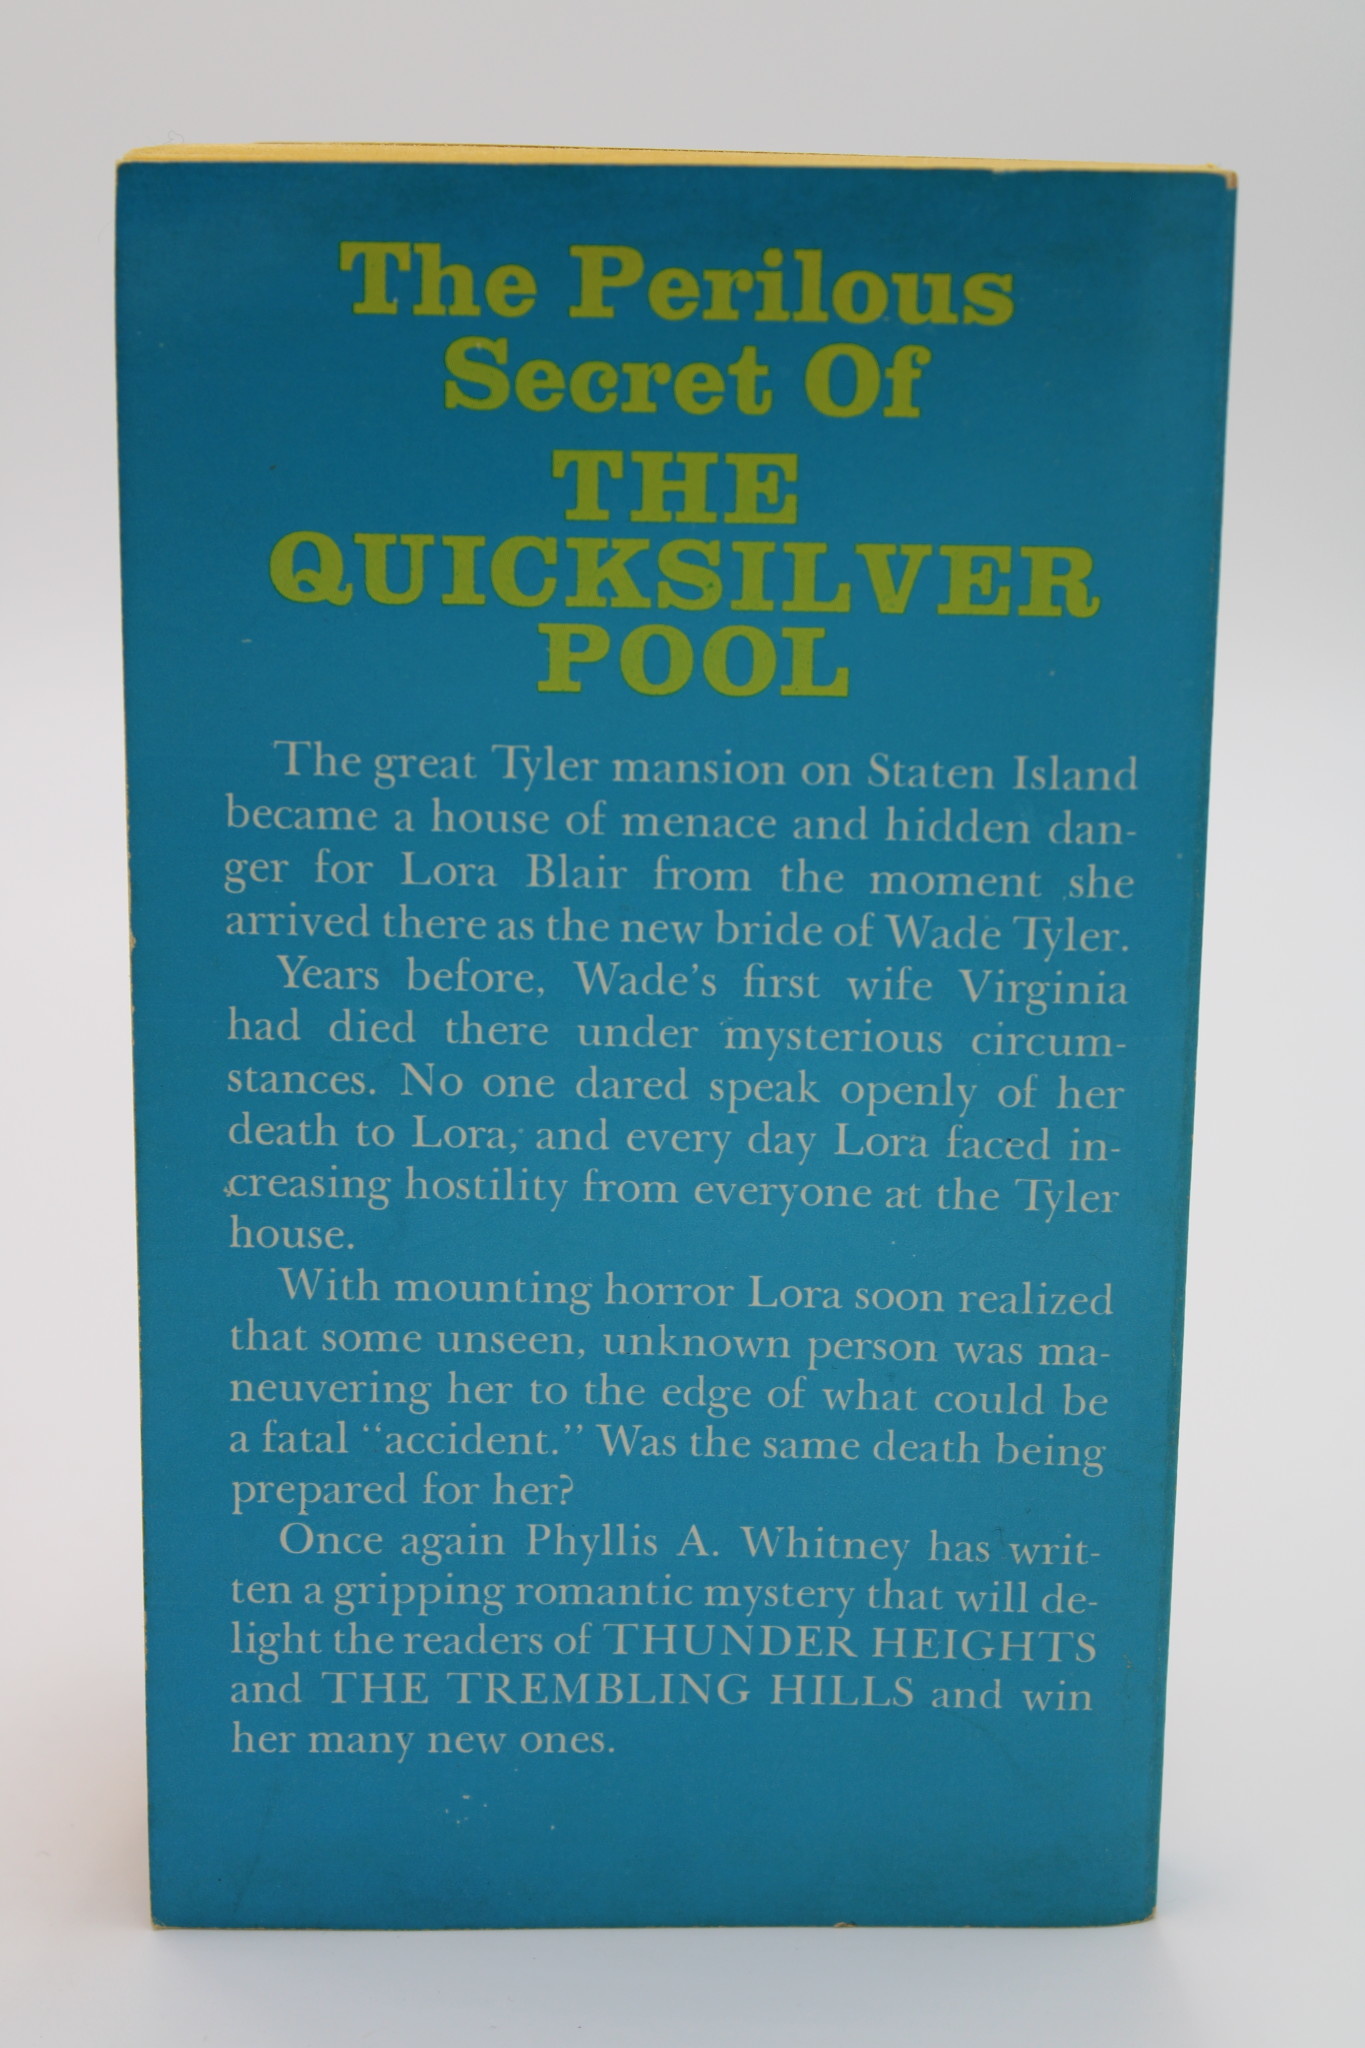 The Perilous
Secret Of
THE
QUICKSILVER
POOL
The great Tyler mansion on Staten Island
became a house of menace and hidden dan-
ger for Lora Blair from the moment she
arrived there as the new bride of Wade Tyler.
Years before, Wade's first wife Virginia
had died there under mysterious circum-
stances. No one dared speak openly of her
death to Lora, and every day Lora faced in-
creasing hostility from everyone at the Tyler
house.
With mounting horror Lora soon realized
that some unseen, unknown person was ma-
neuvering her to the edge of what could be
a fatal “accident.” Was the same death being
prepared for her?
Once again Phyllis A. Whitney has writ-
ten a gripping romantic mystery that will de-
light the readers of THUNDER HEIGHTS
and THE TREMBLING HILLS and win
her many new ones.